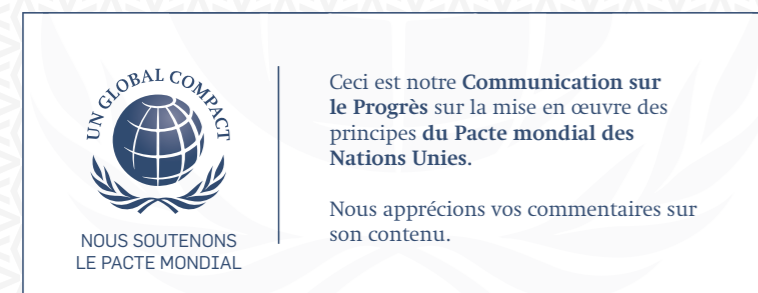 UN GLOBAL COMPACT
NOUS SOUTENONS
LE PACTE MONDIAL
Ceci est notre Communication sur
le Progrès sur la mise en œuvre des
principes du Pacte mondial des
Nations Unies.
Nous apprécions vos commentaires sur
son contenu.